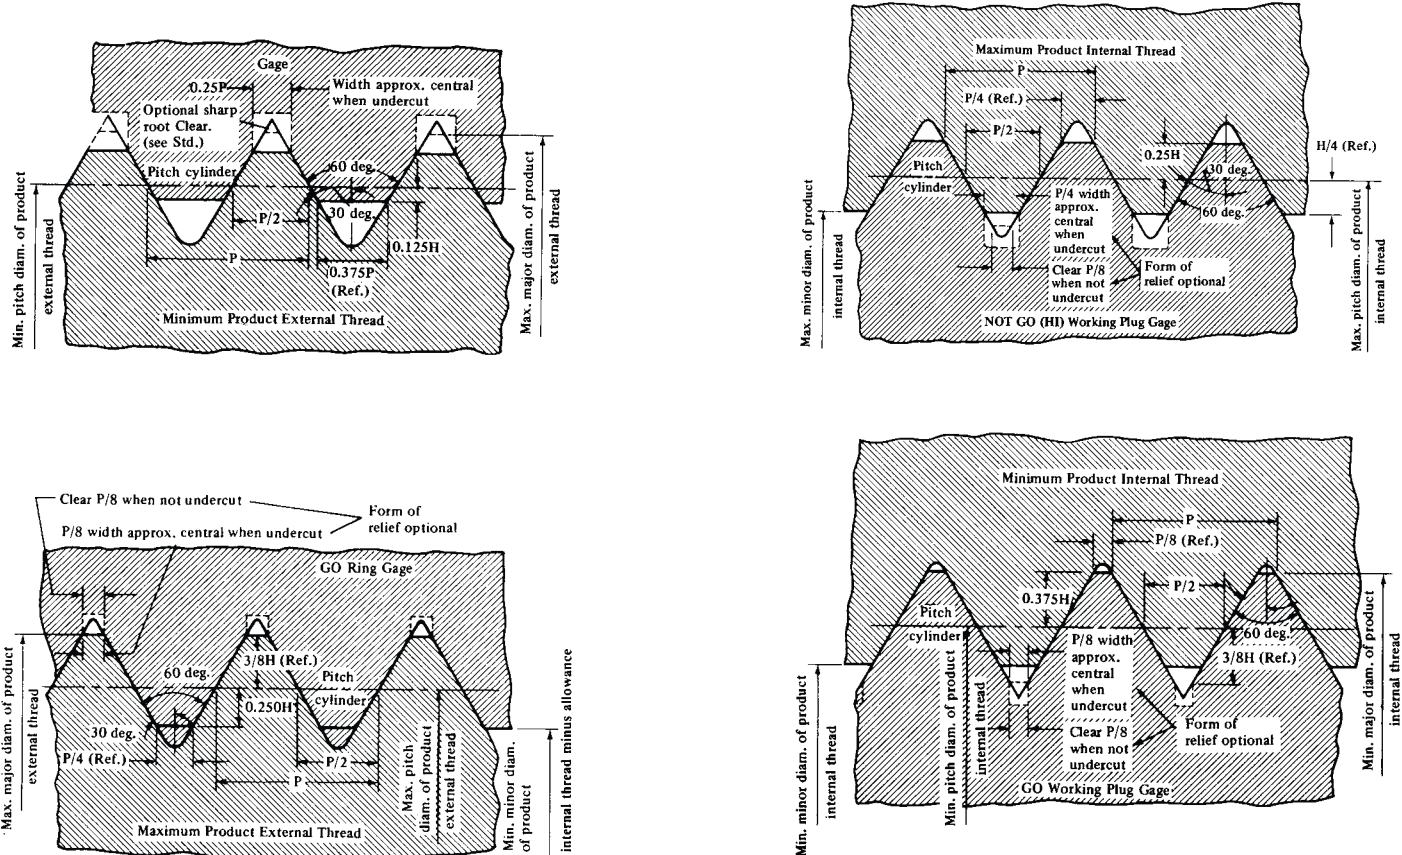 Gage
0.25P
Width approx. central
when undercut
Optional sharp
root Clear.
(see Std.)
60 deg.
Pitch cylinder
30 deg.
P/2
0.125H
P
0.375P
(Ref.)
Minimum Product External Thread
Min. pitch diam. of product
external thread
Max. major diam. of product
external thread
Maximum Product Internal Thread
P
P/4 (Ref.)
P/2
0.25H
H/4 (Ref.)
Pitch
cylinder
30 deg.
60 deg.
P/4 width
approx.
central
when
undercut
Clear P/8
when not
undercut
Form of
relief optional
NOT GO (HI) Working Plug Gage
Max. minor diam. of product
internal thread
Max. pitch diam. of product
internal thread
Clear P/8 when not undercut
P/8 width approx. central when undercut
Form of
relief optional
GO Ring Gage
60 deg.
3/8H (Ref.)
Pitch
cylinder
0.250H
30 deg.
P/4 (Ref.)
P/2
P
Maximum Product External Thread
Max. major diam. of product
external thread
Max. pitch
diam. of product
external thread
Min. minor diam.
of product
internal thread minus allowance
Minimum Product Internal Thread
P
P/8 (Ref.)
0.375H
P/2
Pitch
cylinder
60 deg.
3/8H (Ref.)
P/8 width
approx.
central
when
undercut
Clear P/8
when not
undercut
Form of
relief optional
GO Working Plug Gage
Min. minor diam. of product
internal thread
Min. pitch diam. of product
internal thread
Min. major diam. of product
internal thread